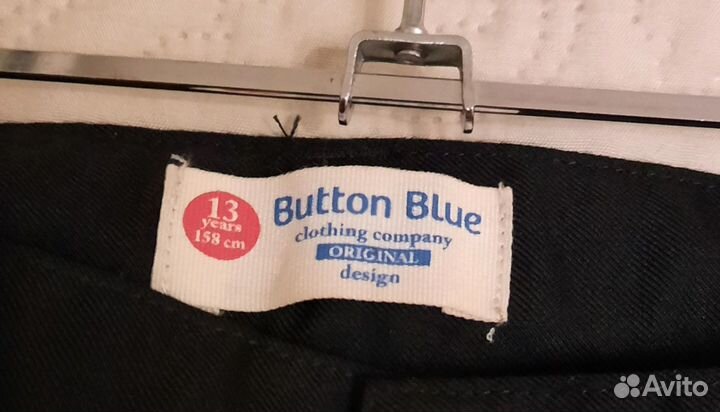 13
years
158 cm
Button Blue
clothing company
ORIGINAL
design
Avito